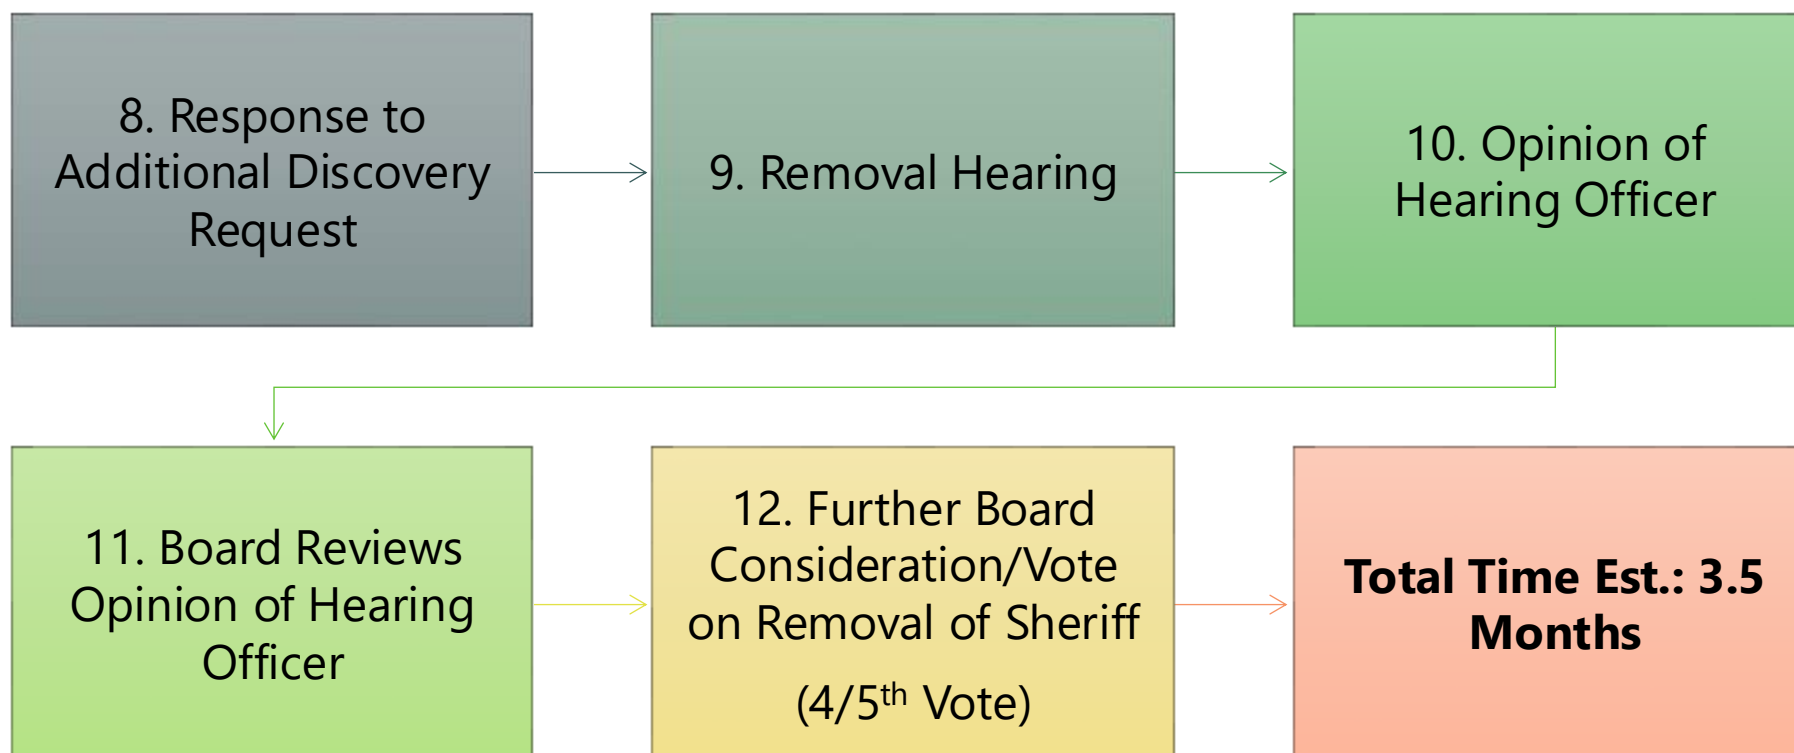 8. Response to
Additional Discovery
Request
9. Removal Hearing
10. Opinion of
Hearing Officer
11. Board Reviews
Opinion of Hearing
Officer
12. Further Board
Consideration/Vote
on Removal of Sheriff
(4/5th Vote)
Total Time Est.: 3.5
Months